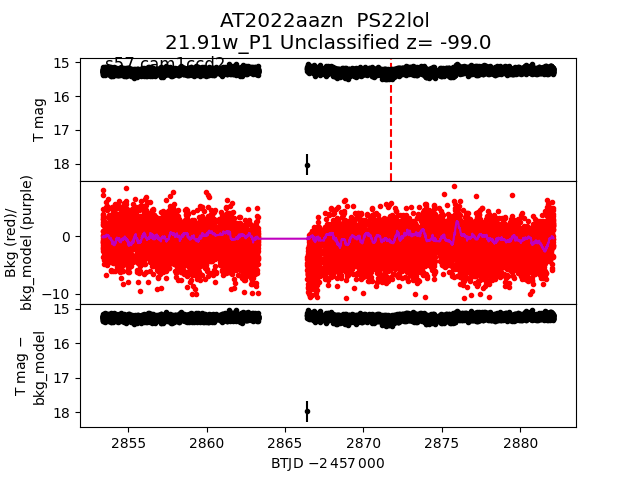 AT2022aazn  PS22lol
21.91w_P1 Unclassified z= -99.0
s57 cam1ccd2
15
16
17
18
T mag
0
−10
Bkg (red)/
bkg_model (purple)
15
16
17
18
T mag −
bkg_model
2855 2860 2865 2870 2875 2880
BTJD −2 457 000